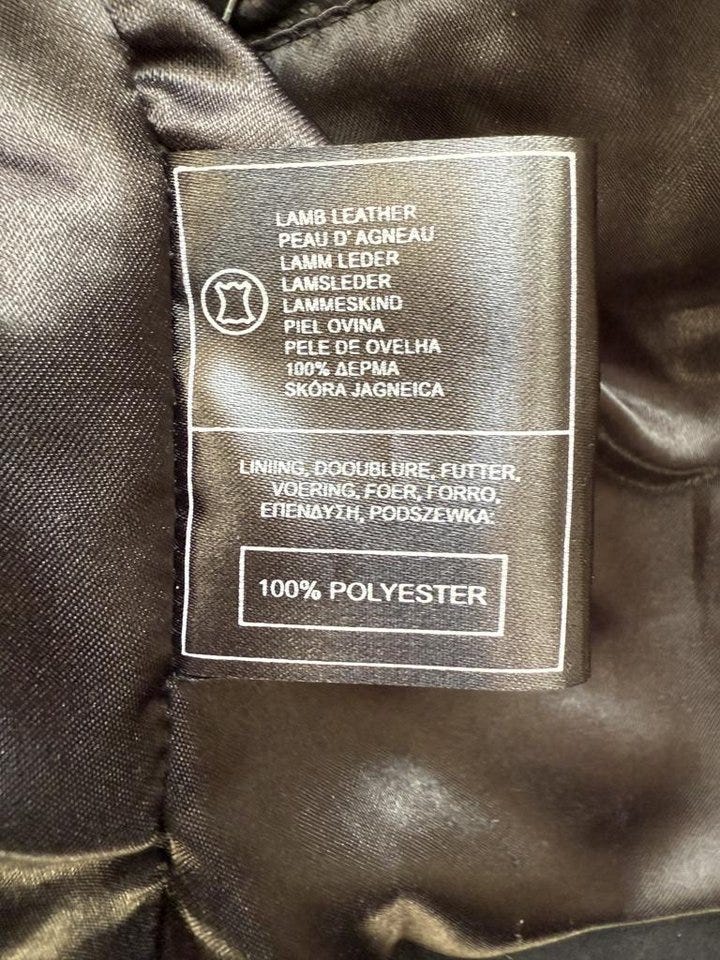 LAMB LEATHER
PEAU D' AGNEAU
LAMM LEDER
LAMSLEDER
LAMMESKIND
PIEL OVINA
PELE DE OVELHA
100% ΔΕΡΜΑ
SKÓRA JAGNEICA
LINIING, DOOUBLURE, FUTTER,
VOERING, FOER, FORRO,
ΕΠΕΝΔΥΣΗ, PODSZEWKA:
100% POLYESTER